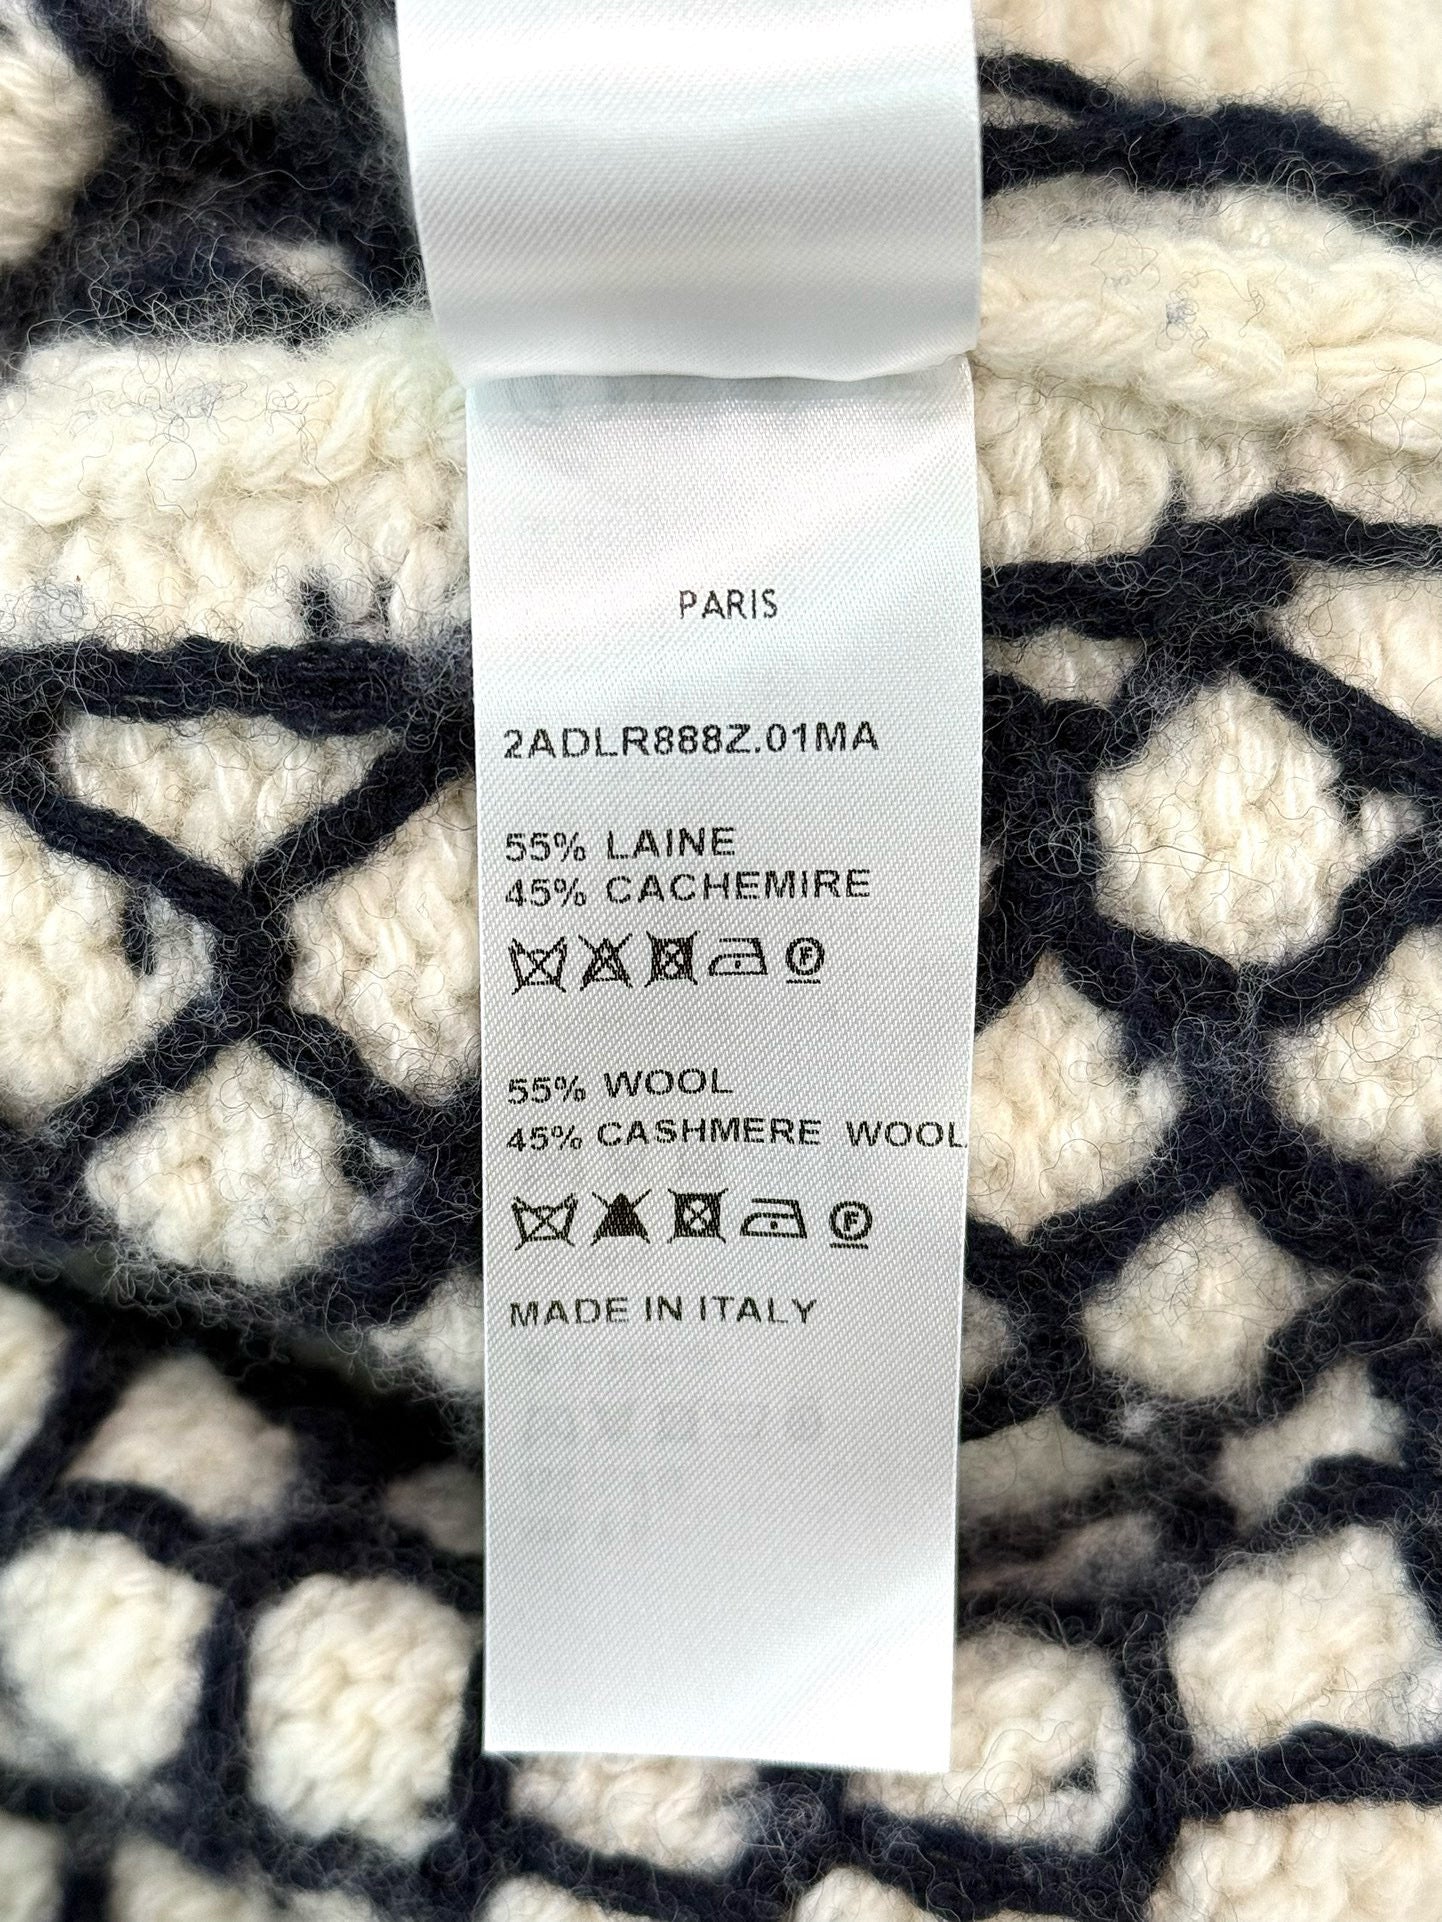 PARIS
2ADLR888Z.01MA
55% LAINE
45% CACHEMIRE
F
55% WOOL
45% CASHMERE WOOL
F
MADE IN ITALY